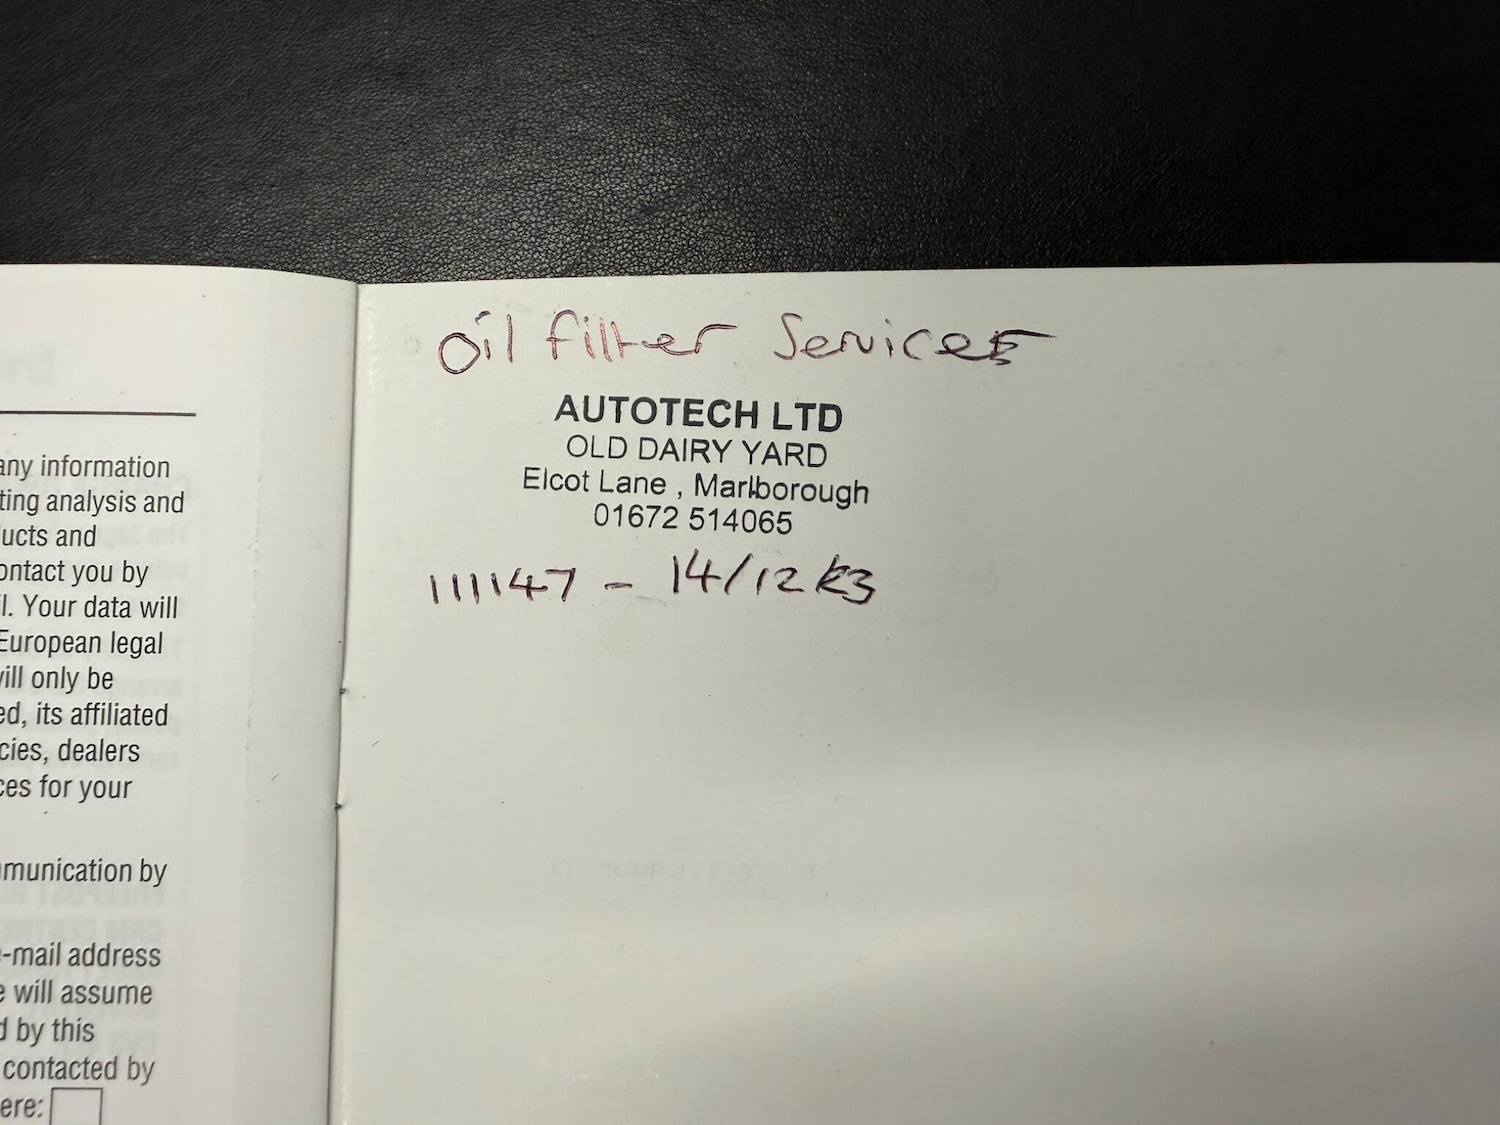 any information
ting analysis and
ucts and
ontact you by
l. Your data will
European legal
vill only be
ed, its affiliated
cies, dealers
ces for your
mmunication by
e-mail address
e will assume
d by this
contacted by
ere:
Oil filter Services
AUTOTECH LTD
OLD DAIRY YARD
Elcot Lane , Marlborough
01672 514065
111147 - 14/12